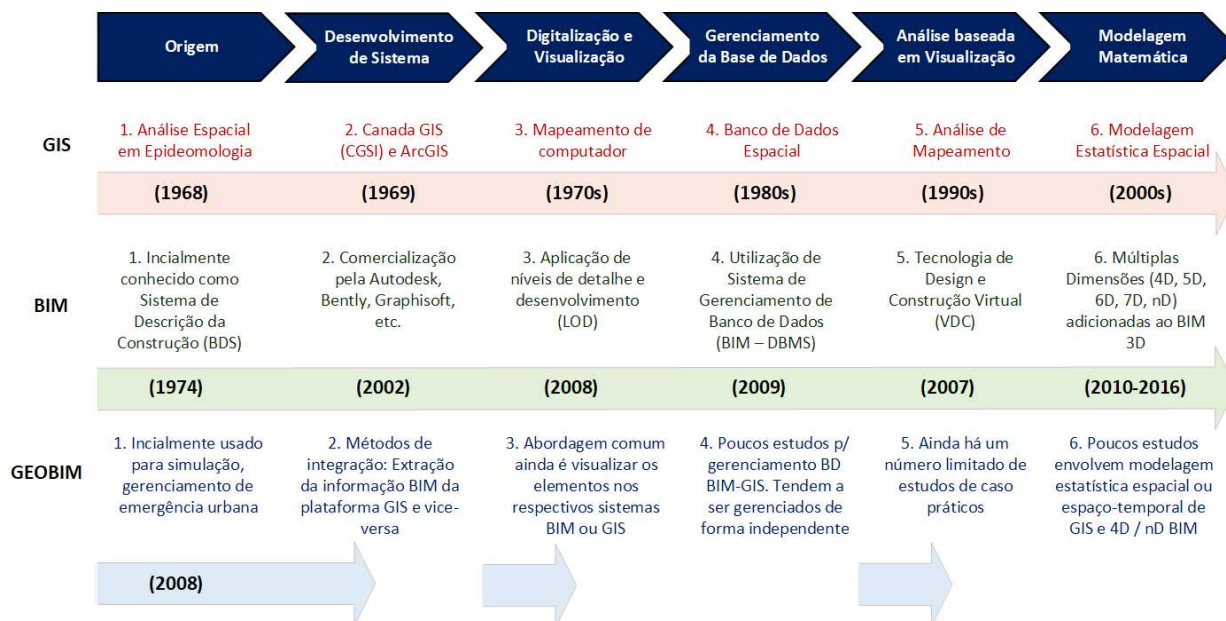 Origem
Desenvolvimento
de Sistema
Digitalização e
Visualização
Gerenciamento
da Base de Dados
Análise baseada
em Visualização
Modelagem
Matemática
GIS
1. Análise Espacial
em Epideomologia
2. Canada GIS
(CGSI) e ArcGIS
3. Mapeamento de
computador
4. Banco de Dados
Espacial
5. Análise de
Mapeamento
6. Modelagem
Estatística Espacial
(1968)
(1969)
(1970s)
(1980s)
(1990s)
(2000s)
BIM
1. Incialmente
conhecido como
Sistema de
Descrição da
Construção (BDS)
2. Comercialização
pela Autodesk,
Bently, Graphisoft,
etc.
3. Aplicação de
níveis de detalhe e
desenvolvimento
(LOD)
4. Utilização de
Sistema de
Gerenciamento de
Banco de Dados
(BIM – DBMS)
5. Tecnologia de
Design e
Construção Virtual
(VDC)
6. Múltiplas
Dimensões (4D, 5D,
6D, 7D, nD)
adicionadas ao BIM
3D
(1974)
(2002)
(2008)
(2009)
(2007)
(2010-2016)
GEOBIM
1. Incialmente usado
para simulação,
gerenciamento de
emergência urbana
2. Métodos de
integração: Extração
da informação BIM da
plataforma GIS e vice-
versa
3. Abordagem comum
ainda é visualizar os
elementos nos
respectivos sistemas
BIM ou GIS
4. Poucos estudos p/
gerenciamento BD
BIM-GIS. Tendem a
ser gerenciados de
forma independente
5. Ainda há um
número limitado de
estudos de caso
práticos
6. Poucos estudos
envolvem modelagem
estatística espacial ou
espaço-temporal de
GIS e 4D / nD BIM
(2008)